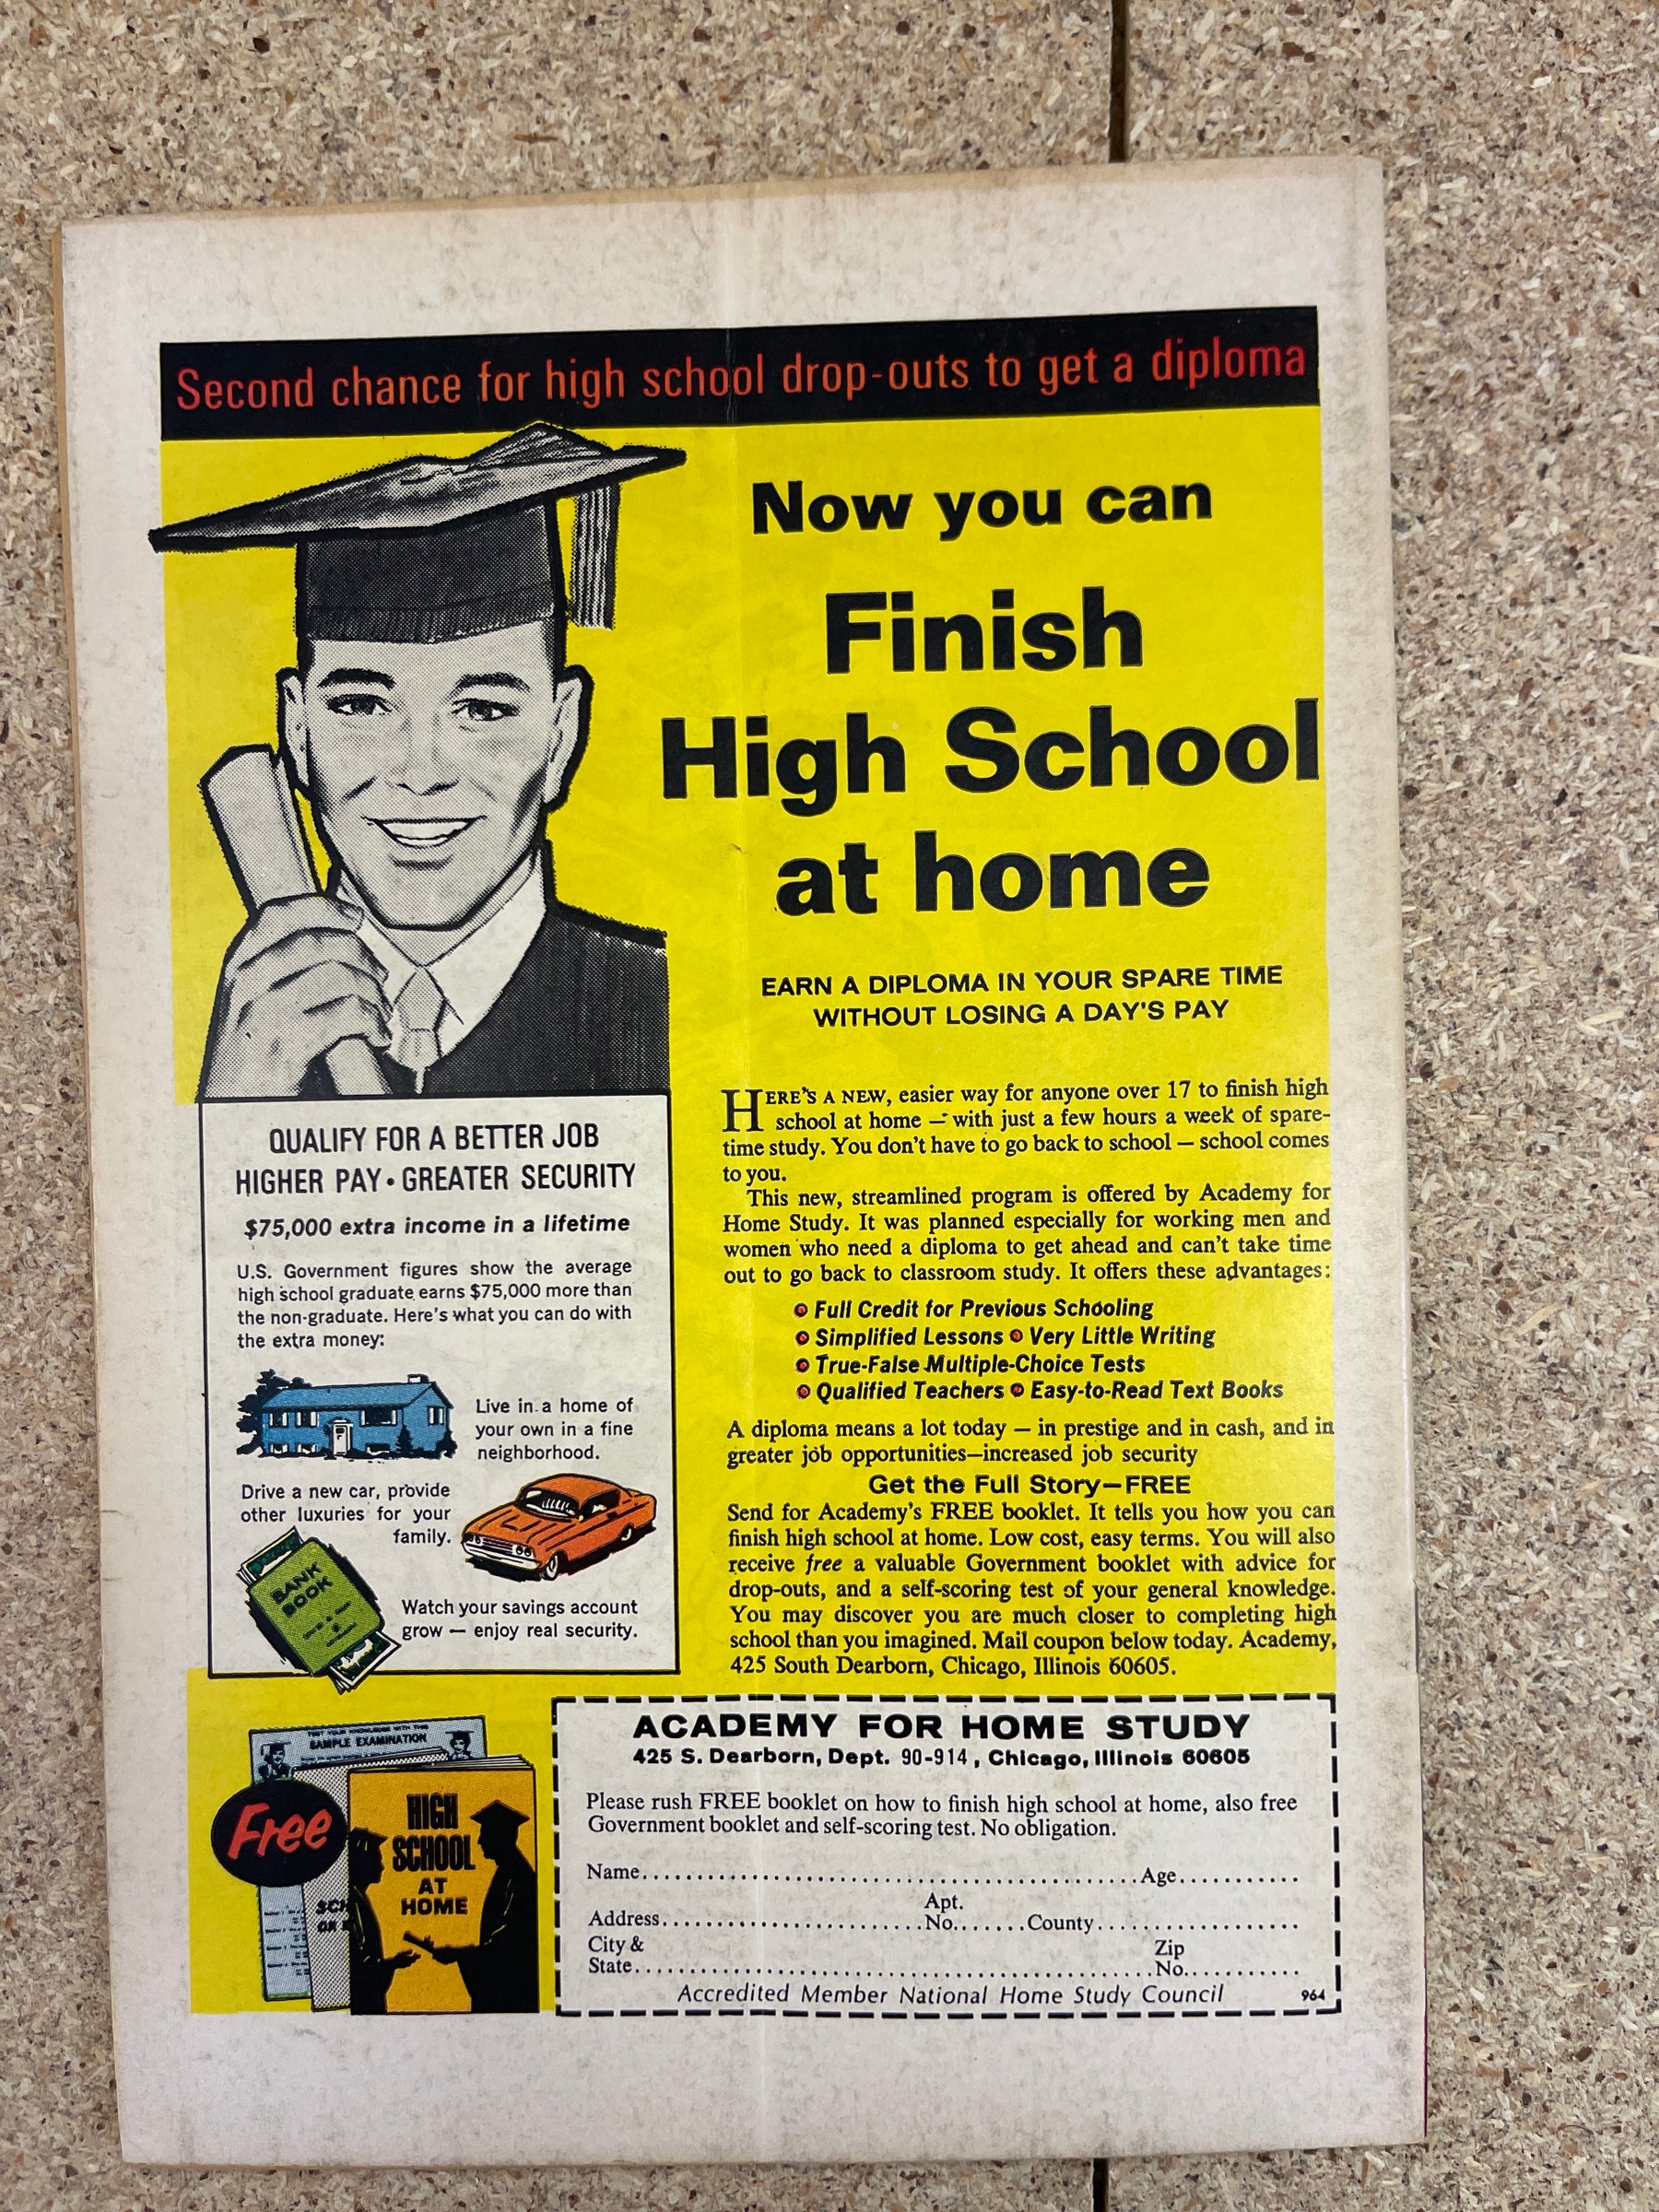 Second chance for high school drop-outs to get a diploma
Now you can
Finish
High School
at home
EARN A DIPLOMA IN YOUR SPARE TIME
WITHOUT LOSING A DAY'S PAY
HERE'S A NEW, easier way for anyone over 17 to finish high
school at home — with just a few hours a week of spare-
time study. You don't have to go back to school — school comes
to you.
This new, streamlined program is offered by Academy for
Home Study. It was planned especially for working men and
women who need a diploma to get ahead and can't take time
out to go back to classroom study. It offers these advantages:
• Full Credit for Previous Schooling
• Simplified Lessons • Very Little Writing
• True-False Multiple-Choice Tests
• Qualified Teachers • Easy-to-Read Text Books
A diploma means a lot today — in prestige and in cash, and in
greater job opportunities—increased job security
Get the Full Story—FREE
Send for Academy's FREE booklet. It tells you how you can
finish high school at home. Low cost, easy terms. You will also
receive free a valuable Government booklet with advice for
drop-outs, and a self-scoring test of your general knowledge.
You may discover you are much closer to completing high
school than you imagined. Mail coupon below today. Academy,
425 South Dearborn, Chicago, Illinois 60605.
QUALIFY FOR A BETTER JOB
HIGHER PAY • GREATER SECURITY
$75,000 extra income in a lifetime
U.S. Government figures show the average
high school graduate earns $75,000 more than
the non-graduate. Here's what you can do with
the extra money:
Live in a home of
your own in a fine
neighborhood.
Drive a new car, provide
other luxuries for your
family.
BANK
BOOK
Watch your savings account
grow — enjoy real security.
TEST YOUR KNOWLEDGE WITH THIS
SAMPLE EXAMINATION
Free
HIGH
SCHOOL
AT
HOME
ACADEMY FOR HOME STUDY
425 S. Dearborn, Dept. 90-914, Chicago, Illinois 60605
Please rush FREE booklet on how to finish high school at home, also free
Government booklet and self-scoring test. No obligation.
Name.......................................................Age.............
Apt.
Address.............................No.......County.......................
City & Zip
State..........................................................No.............
Accredited Member National Home Study Council 964